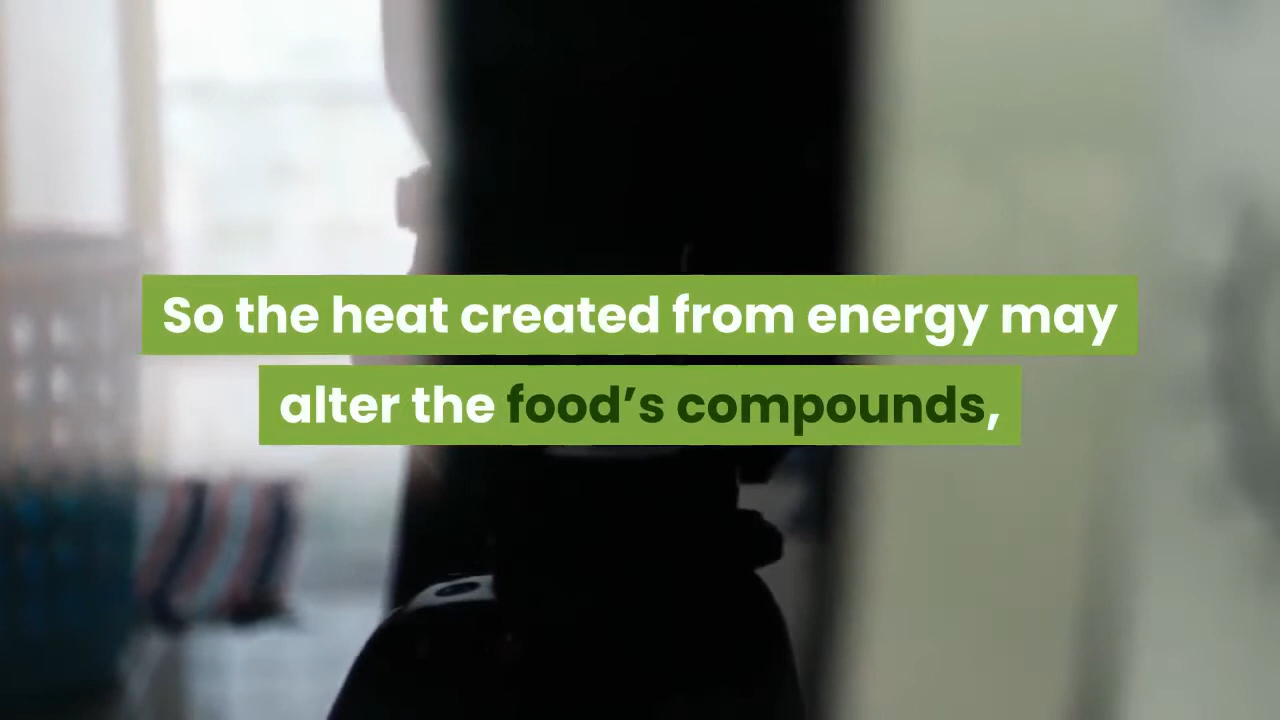 So the heat created from energy may
alter the food’s compounds,